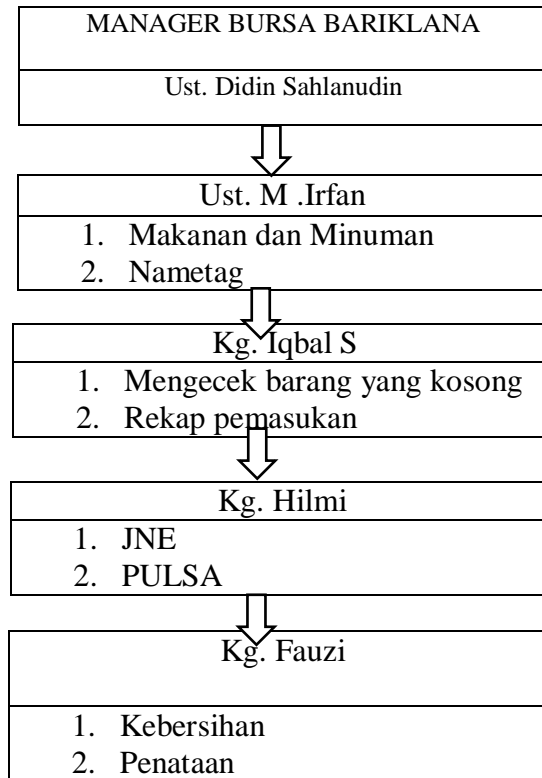 MANAGER BURSA BARIKLANA
Ust. Didin Sahlanudin
Ust. M .Irfan
1. Makanan dan Minuman
2. Nametag
Kg. Iqbal S
1. Mengecek barang yang kosong
2. Rekap pemasukan
Kg. Hilmi
1. JNE
2. PULSA
Kg. Fauzi
1. Kebersihan
2. Penataan